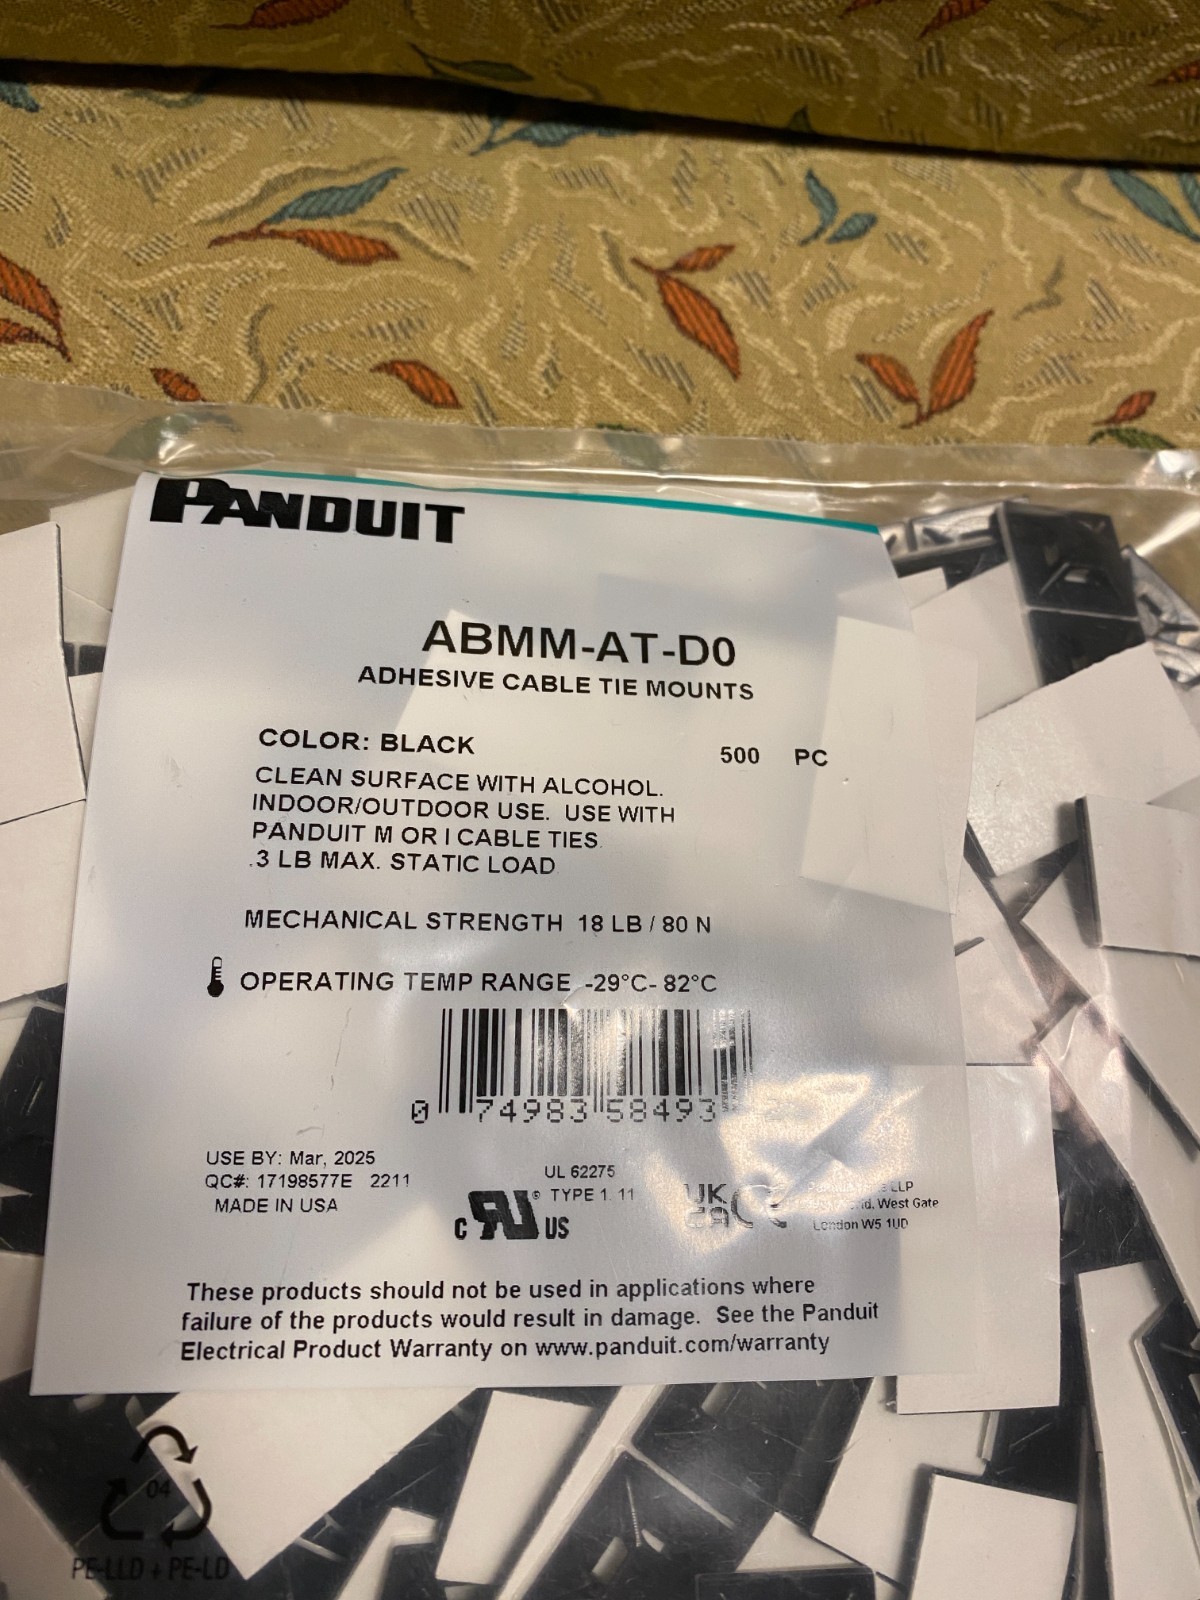 PANDUIT
ABMM-AT-D0
ADHESIVE CABLE TIE MOUNTS
COLOR: BLACK
500 PC
CLEAN SURFACE WITH ALCOHOL.
INDOOR/OUTDOOR USE. USE WITH
PANDUIT M OR I CABLE TIES.
.3 LB MAX. STATIC LOAD
MECHANICAL STRENGTH 18 LB / 80 N
OPERATING TEMP RANGE -29°C- 82°C
0 74983 58493
USE BY: Mar, 2025
QC#: 17198577E 2211
MADE IN USA
UL 62275
TYPE 1, 11
C RU ® US
UK CA
CE
LLP
West Gate
London W5 1UD
These products should not be used in applications where
failure of the products would result in damage. See the Panduit
Electrical Product Warranty on www.panduit.com/warranty
04
PE-LLD + PE-LD